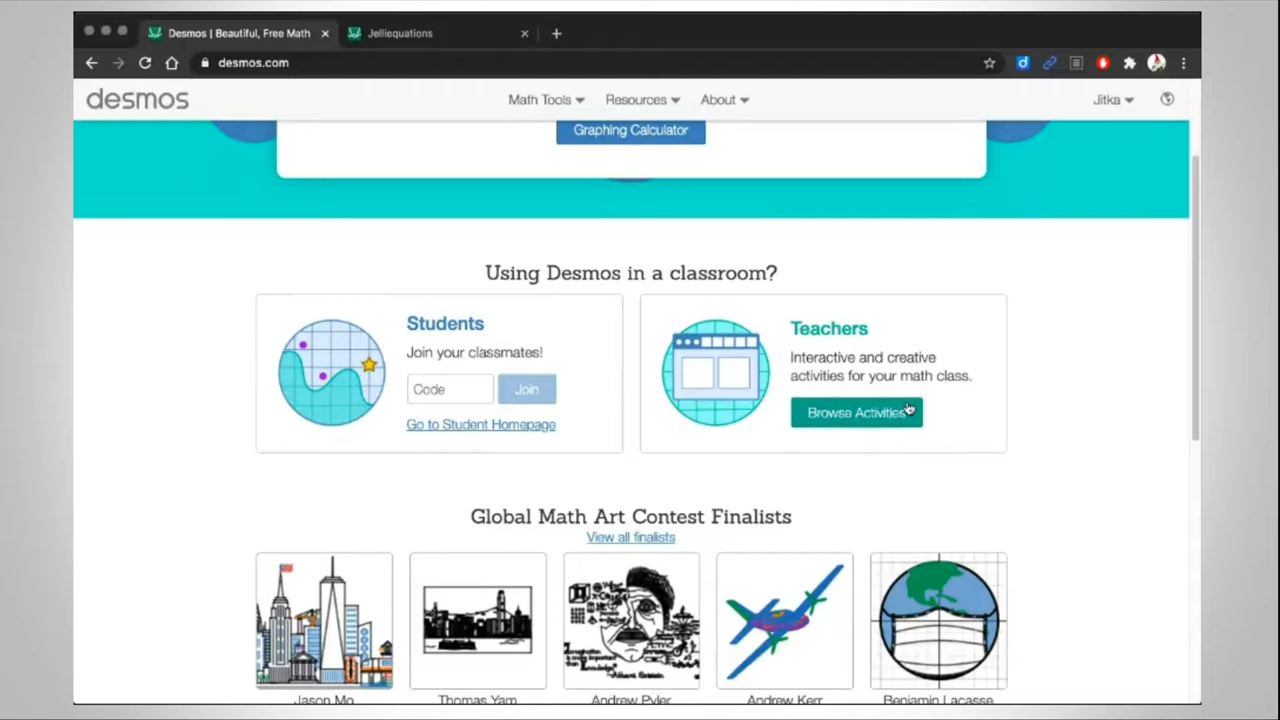 Desmos | Beautiful, Free Math
Jelliequations
desmos.com
desmos
Math Tools
Resources
About
Jitka
Graphing Calculator
Using Desmos in a classroom?
Students
Join your classmates!
Code
Join
Go to Student Homepage
Teachers
Interactive and creative
activities for your math class.
Browse Activities
Global Math Art Contest Finalists
View all finalists
Jason Mo
Thomas Yam
Andrew Pyler
Andrew Kerr
Benjamin Lacasse